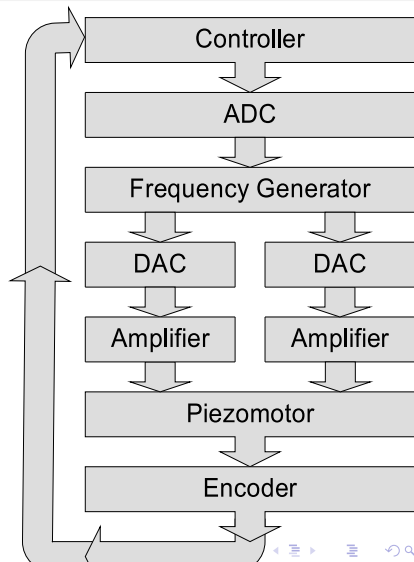 Controller
ADC
Frequency Generator
DAC DAC
Amplifier Amplifier
Piezomotor
Encoder